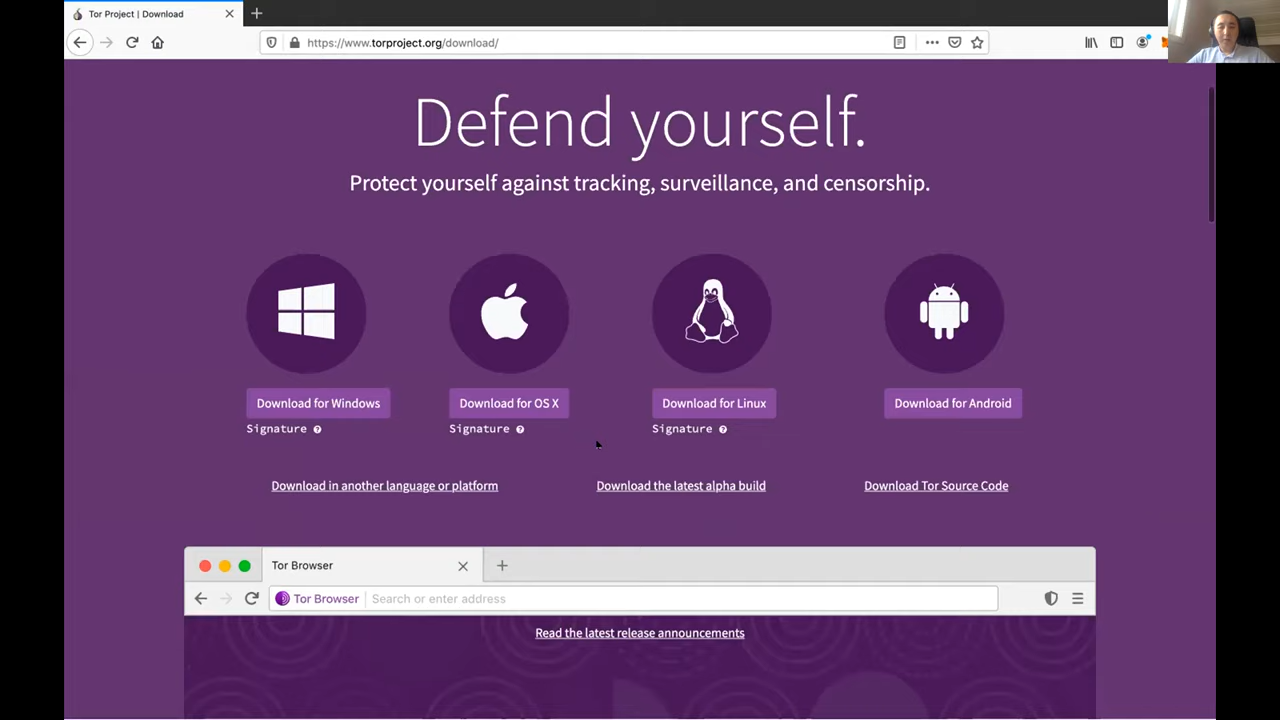 Tor Project | Download
https://www.torproject.org/download/
Defend yourself.
Protect yourself against tracking, surveillance, and censorship.
Download for Windows
Download for OS X
Download for Linux
Download for Android
Signature ?
Signature ?
Signature ?
Download in another language or platform
Download the latest alpha build
Download Tor Source Code
Tor Browser
Tor Browser
Search or enter address
Read the latest release announcements